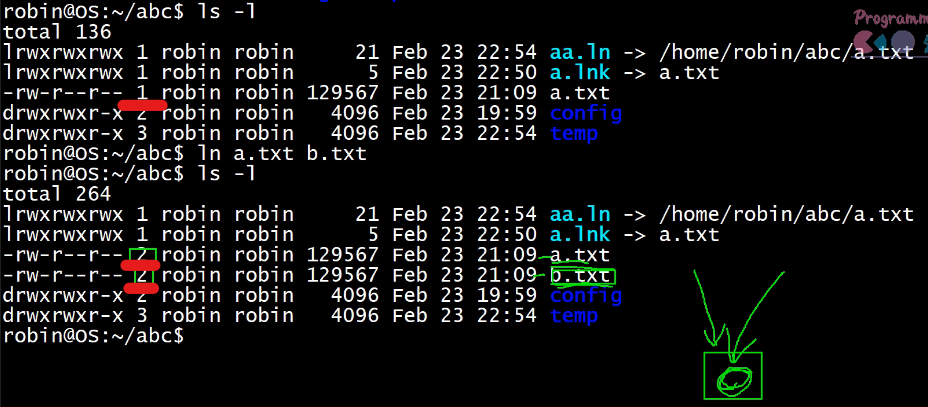 robin@OS:~/abc$ ls -l
Programm
total 136
lrwxrwxrwx 1 robin robin     21 Feb 23 22:54 aa.ln -> /home/robin/abc/a.txt
lrwxrwxrwx 1 robin robin      5 Feb 23 22:50 a.lnk -> a.txt
-rw-r--r-- 1 robin robin 129567 Feb 23 21:09 a.txt
drwxrwxr-x 2 robin robin   4096 Feb 23 19:59 config
drwxrwxr-x 3 robin robin   4096 Feb 23 22:54 temp
robin@OS:~/abc$ ln a.txt b.txt
robin@OS:~/abc$ ls -l
total 264
lrwxrwxrwx 1 robin robin     21 Feb 23 22:54 aa.ln -> /home/robin/abc/a.txt
lrwxrwxrwx 1 robin robin      5 Feb 23 22:50 a.lnk -> a.txt
-rw-r--r-- 2 robin robin 129567 Feb 23 21:09 a.txt
-rw-r--r-- 2 robin robin 129567 Feb 23 21:09 b.txt
drwxrwxr-x 2 robin robin   4096 Feb 23 19:59 config
drwxrwxr-x 3 robin robin   4096 Feb 23 22:54 temp
robin@OS:~/abc$